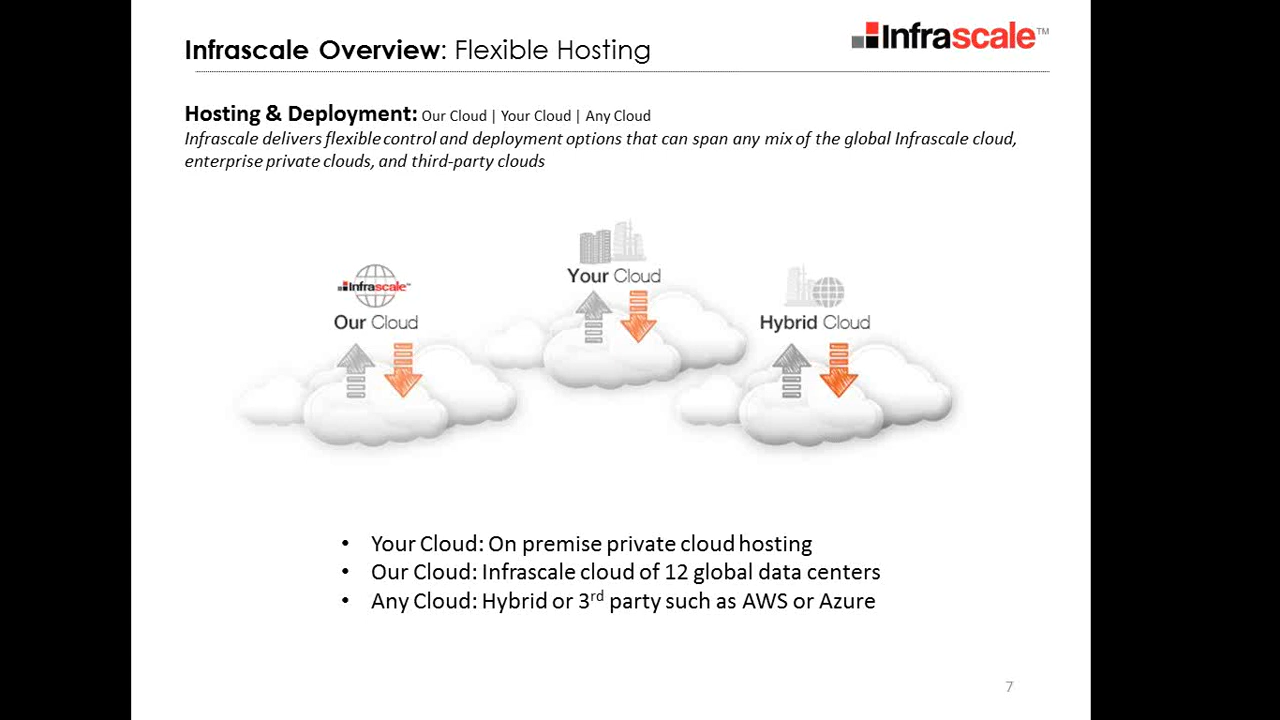 Infrascale Overview: Flexible Hosting
Infrascale™
Hosting & Deployment: Our Cloud | Your Cloud | Any Cloud
Infrascale delivers flexible control and deployment options that can span any mix of the global Infrascale cloud,
enterprise private clouds, and third-party clouds
Infrascale™
Our Cloud
Your Cloud
Hybrid Cloud
• Your Cloud: On premise private cloud hosting
• Our Cloud: Infrascale cloud of 12 global data centers
• Any Cloud: Hybrid or 3rd party such as AWS or Azure
7